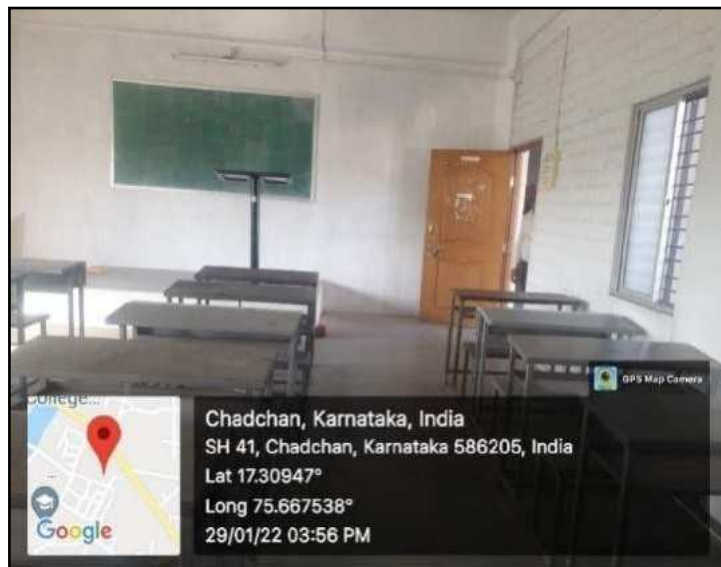 GPS Map Camera
College...
Google
Chadchan, Karnataka, India
SH 41, Chadchan, Karnataka 586205, India
Lat 17.30947°
Long 75.667538°
29/01/22 03:56 PM